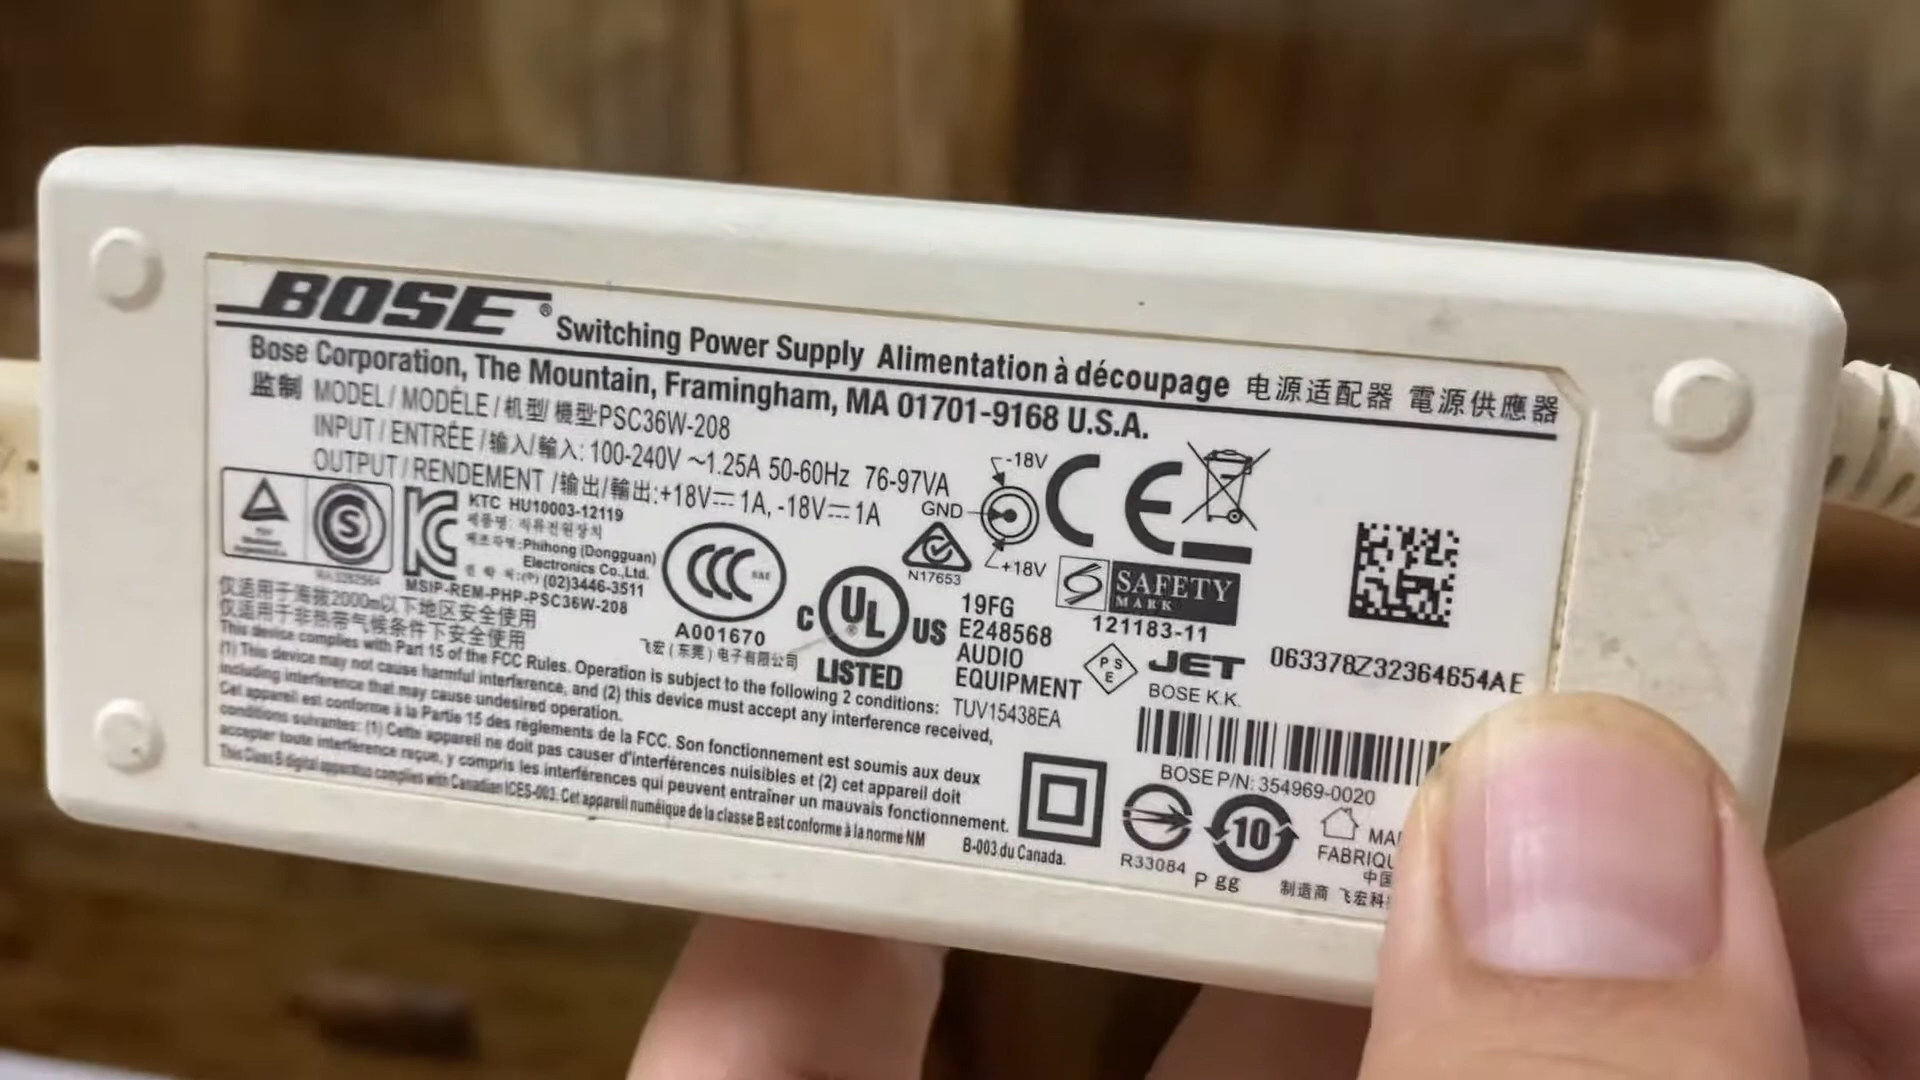 BOSE® Switching Power Supply Alimentation à découpage 电源适配器 電源供應器
Bose Corporation, The Mountain, Framingham, MA 01701-9168 U.S.A.
监制 MODEL / MODÈLE / 机型/ 機型:PSC36W-208
INPUT / ENTRÉE /输入/輸入: 100-240V ~1.25A 50-60Hz 76-97VA
OUTPUT / RENDEMENT /输出/輸出:+18V⎓ 1A, -18V⎓ 1A
-18V
GND
+18V
KTC HU10003-12119
제품명: 직류전원장치
제조자명:Phihong (Dongguan)
Electronics Co.,Ltd.
(02)3446-3511
MSIP-REM-PHP-PSC36W-208
S
CCC
A001670
飞宏(东莞)电子有限公司
N17653
CE
C UL® US
LISTED
19FG
E248568
AUDIO
EQUIPMENT
TUV15438EA
SAFETY
MARK
121183-11
PSE
JET
BOSE K.K.
063378Z32364654AE
仅适用于海拔2000m以下地区安全使用
仅适用于非热带气候条件下安全使用
This device complies with Part 15 of the FCC Rules. Operation is subject to the following 2 conditions:
(1) This device may not cause harmful interference, and (2) this device must accept any interference received,
including interference that may cause undesired operation.
Cet appareil est conforme à la Partie 15 des règlements de la FCC. Son fonctionnement est soumis aux deux
conditions suivantes: (1) Cette appareil ne doit pas causer d'interférences nuisibles et (2) cet appareil doit
accepter toute interférence reçue, y compris les interférences qui peuvent entraîner un mauvais fonctionnement.
This Class B digital apparatus complies with Canadian ICES-003. Cet appareil numéique de la classe B est conforme à la norme NM
B-003 du Canada.
BOSE P/N: 354969-0020
R33084
10
P gg
制造商 飞宏科